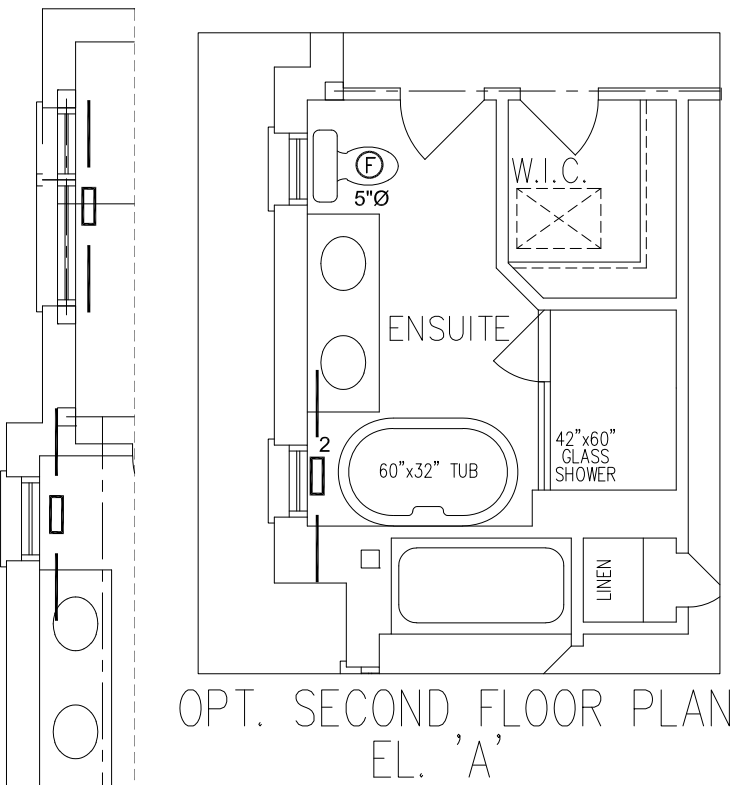 W.I.C.
F
5"Ø
ENSUITE
42"x60"
GLASS
SHOWER
2
60"x32" TUB
LINEN
OPT. SECOND FLOOR PLAN
EL. 'A'